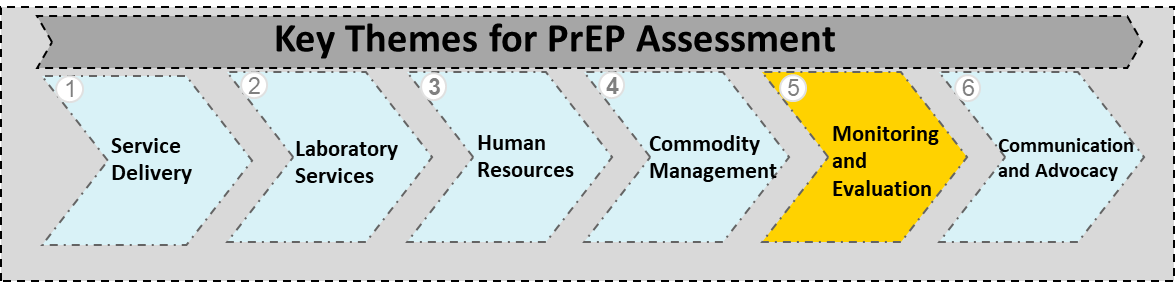 Key Themes for PrEP Assessment
1
Service
Delivery
2
Laboratory
Services
3
Human
Resources
4
Commodity
Management
5
Monitoring
and
Evaluation
6
Communication
and Advocacy